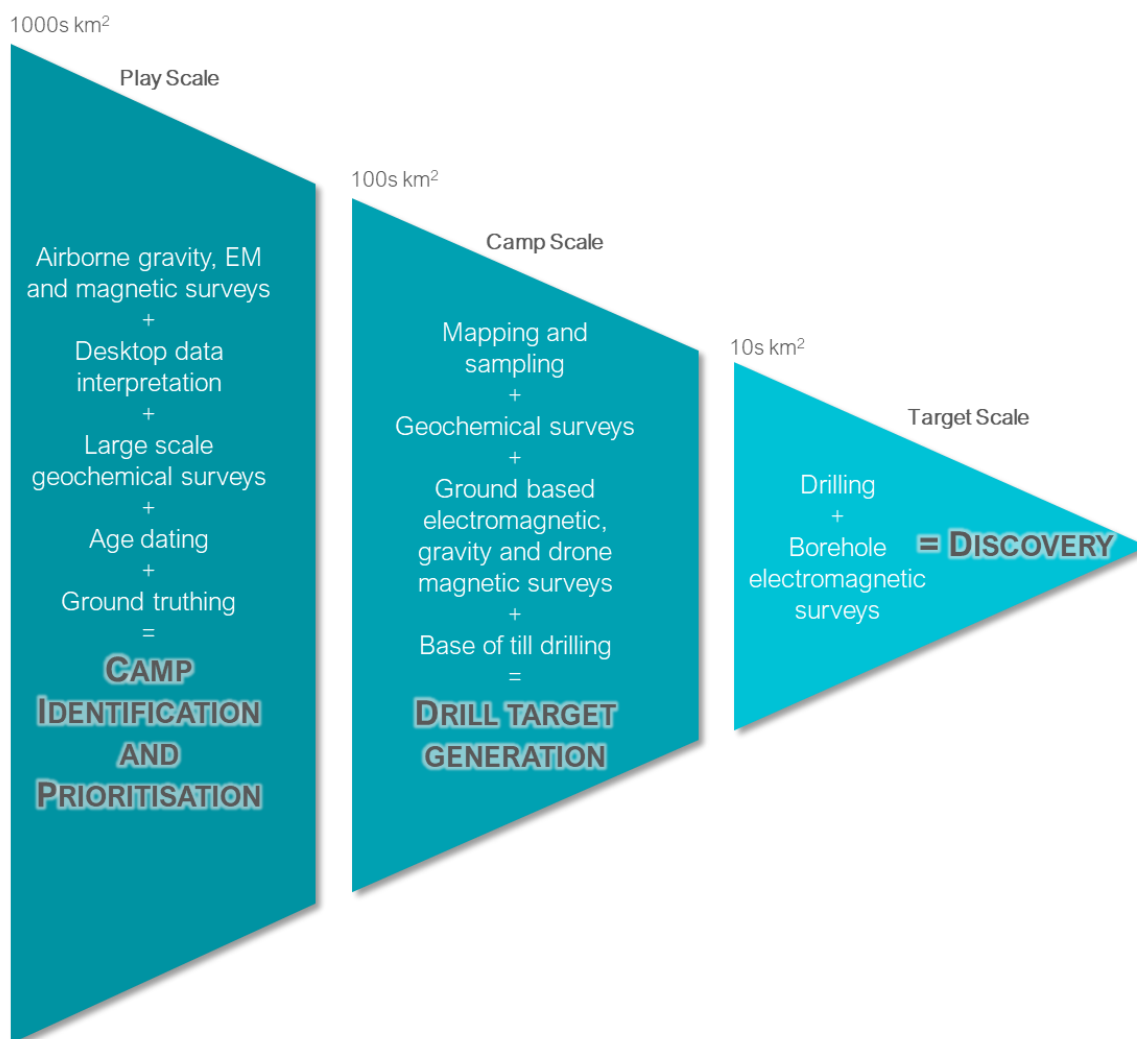 1000s km²
Play Scale
Airborne gravity, EM
and magnetic surveys
+
Desktop data
interpretation
+
Large scale
geochemical surveys
+
Age dating
+
Ground truthing
=
CAMP
IDENTIFICATION
AND
PRIORITISATION
100s km²
Camp Scale
Mapping and
sampling
+
Geochemical surveys
+
Ground based
electromagnetic,
gravity and drone
magnetic surveys
+
Base of till drilling
=
DRILL TARGET
GENERATION
10s km²
Target Scale
Drilling
+
Borehole
electromagnetic
surveys
= DISCOVERY